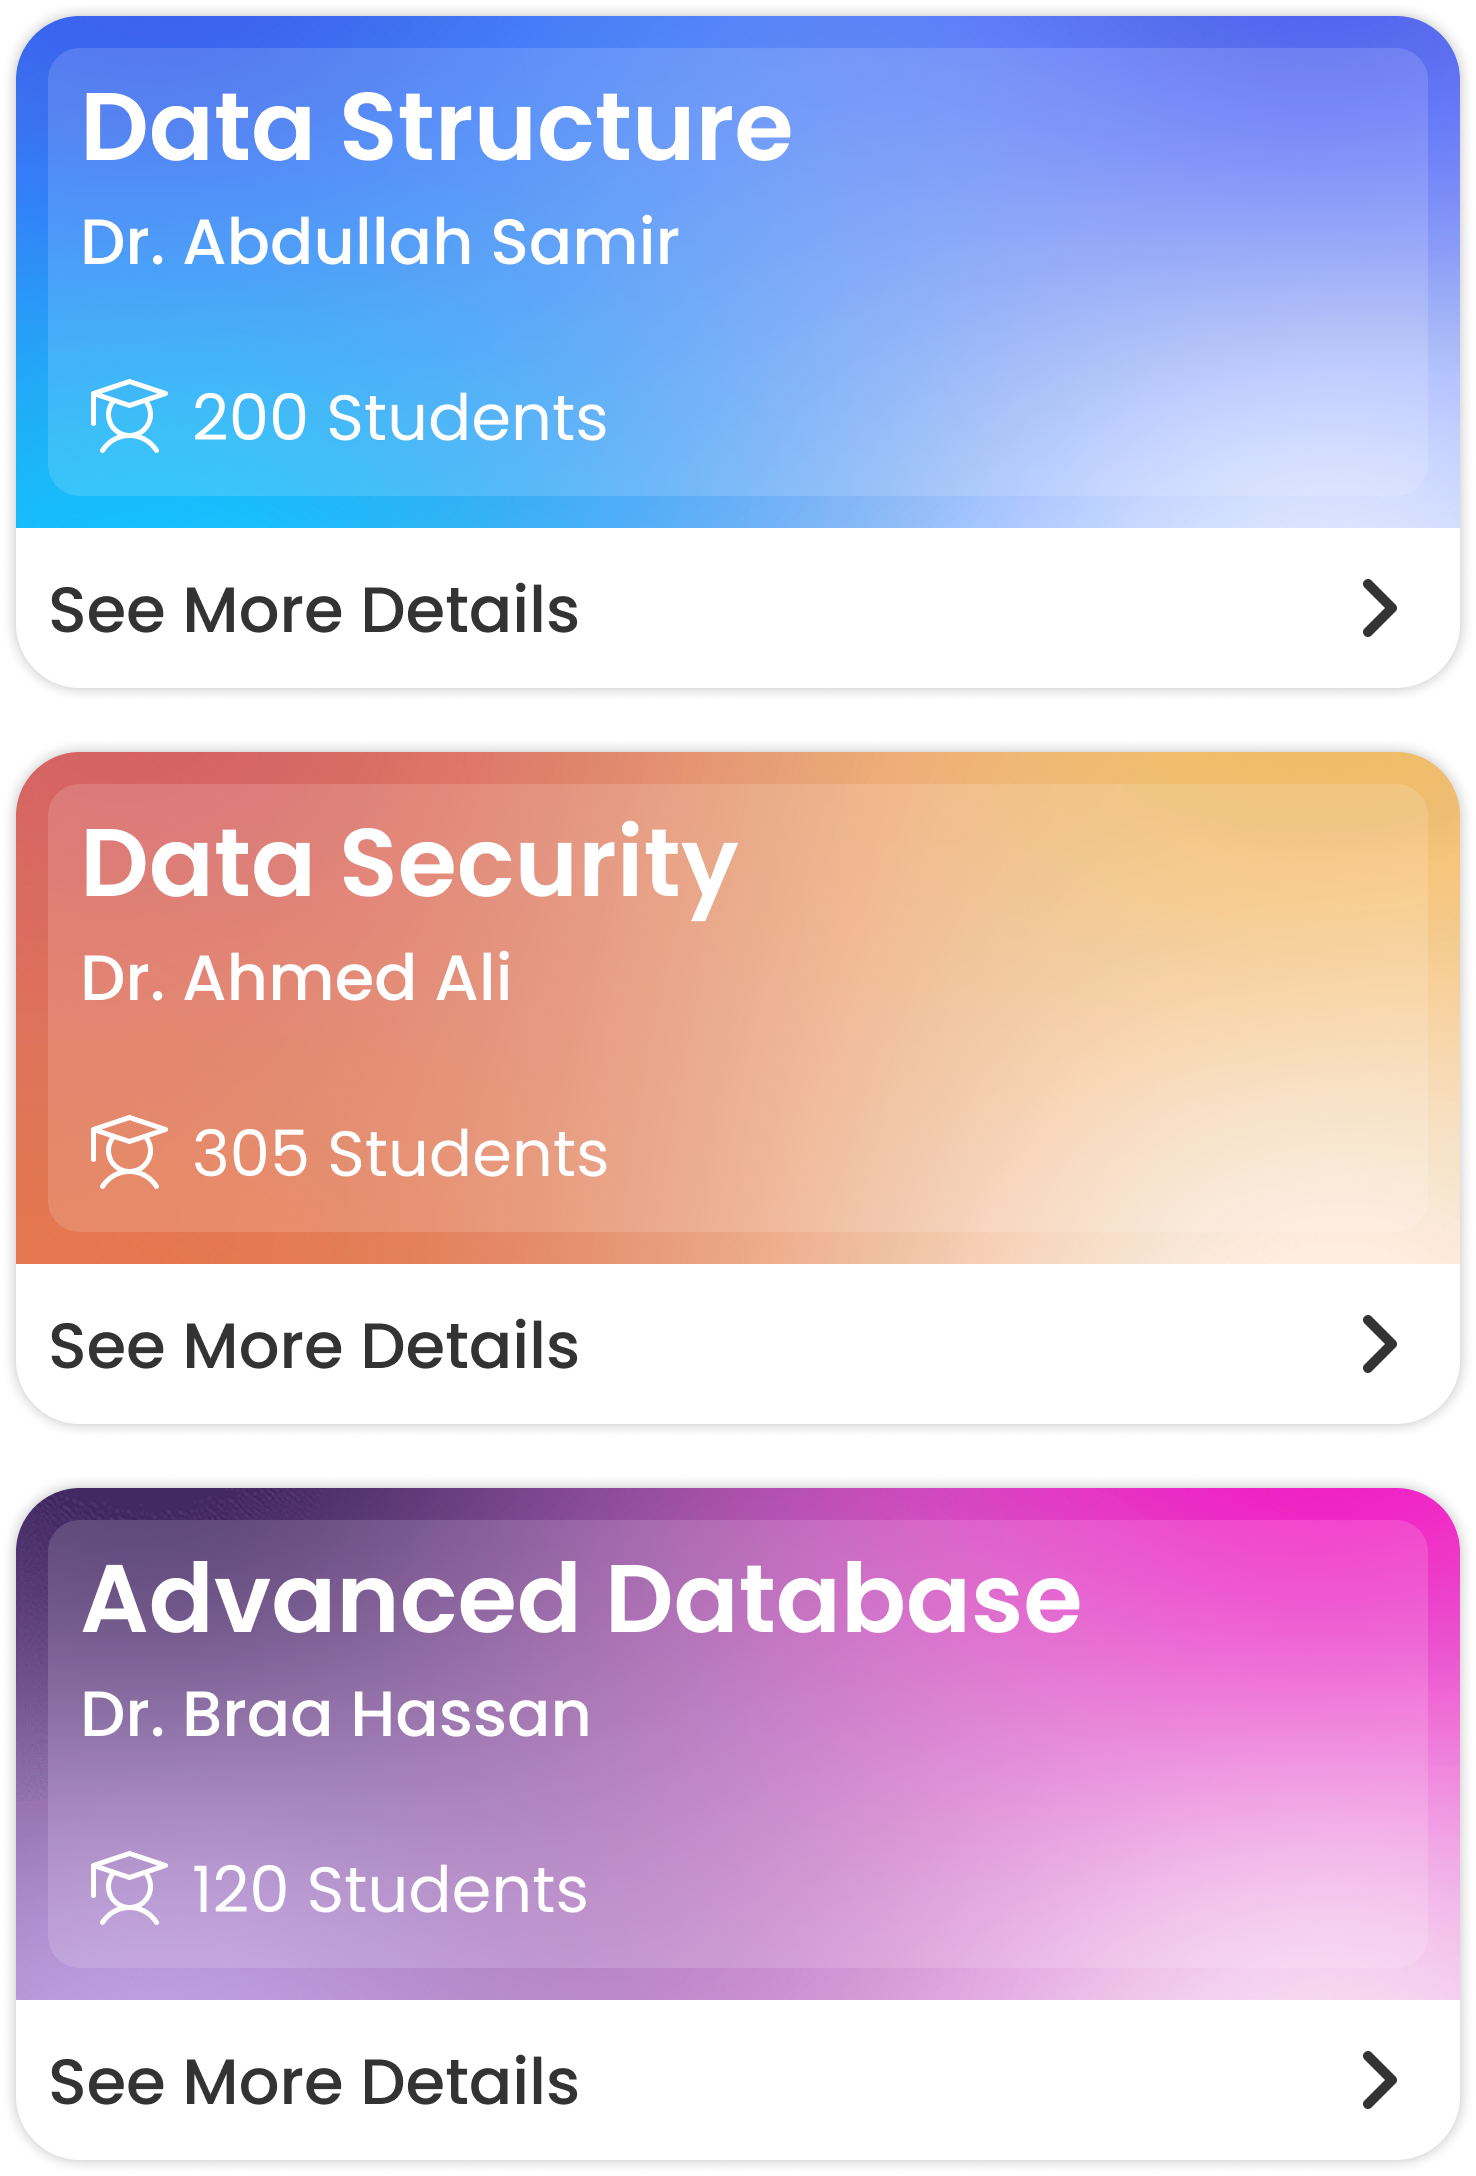 Data Structure
Dr. Abdullah Samir
200 Students
See More Details
Data Security
Dr. Ahmed Ali
305 Students
See More Details
Advanced Database
Dr. Braa Hassan
120 Students
See More Details